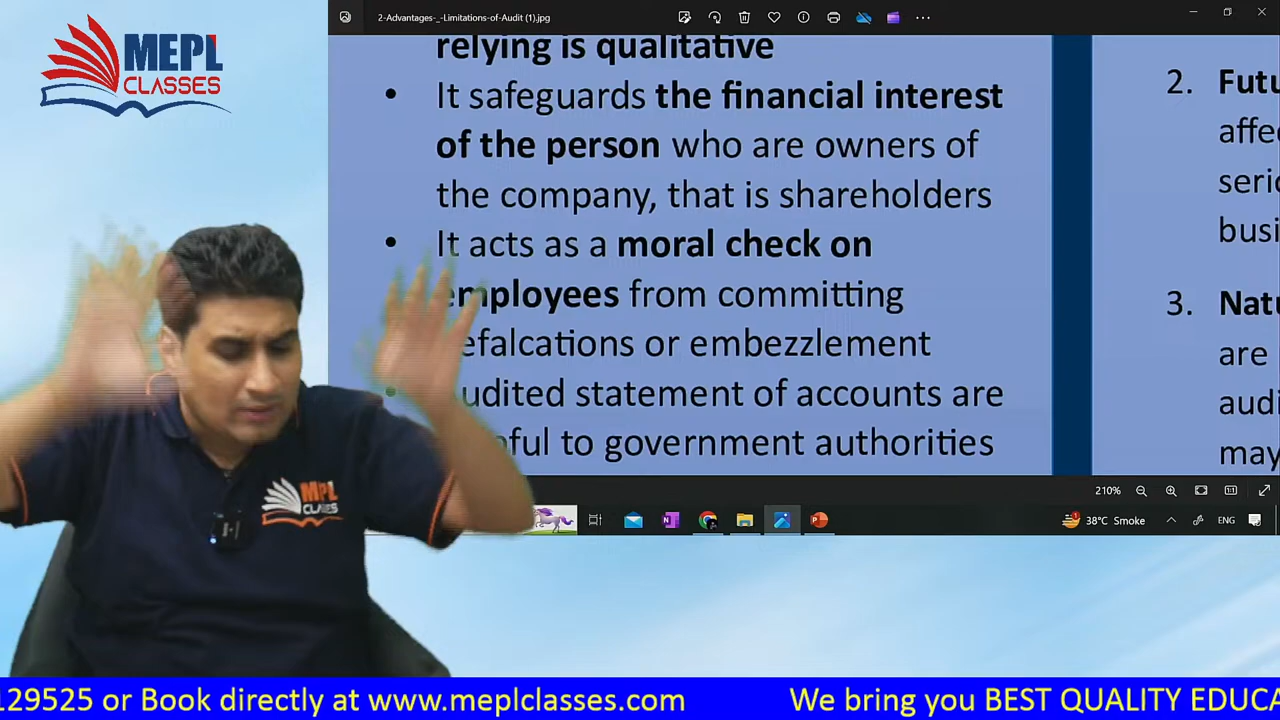 MEPL
CLASSES
2-Advantages-_-Limitations-of-Audit (1).jpg
relying is qualitative
• It safeguards the financial interest
of the person who are owners of
the company, that is shareholders
• It acts as a moral check on
employees from committing
efalcations or embezzlement
• udited statement of accounts are
ful to government authorities
2. Futu
affe
serio
busi
3. Natu
are
audi
may
210%
38°C Smoke
ENG
MEPL
CLASSES
129525 or Book directly at www.meplclasses.com
We bring you BEST QUALITY EDUCA